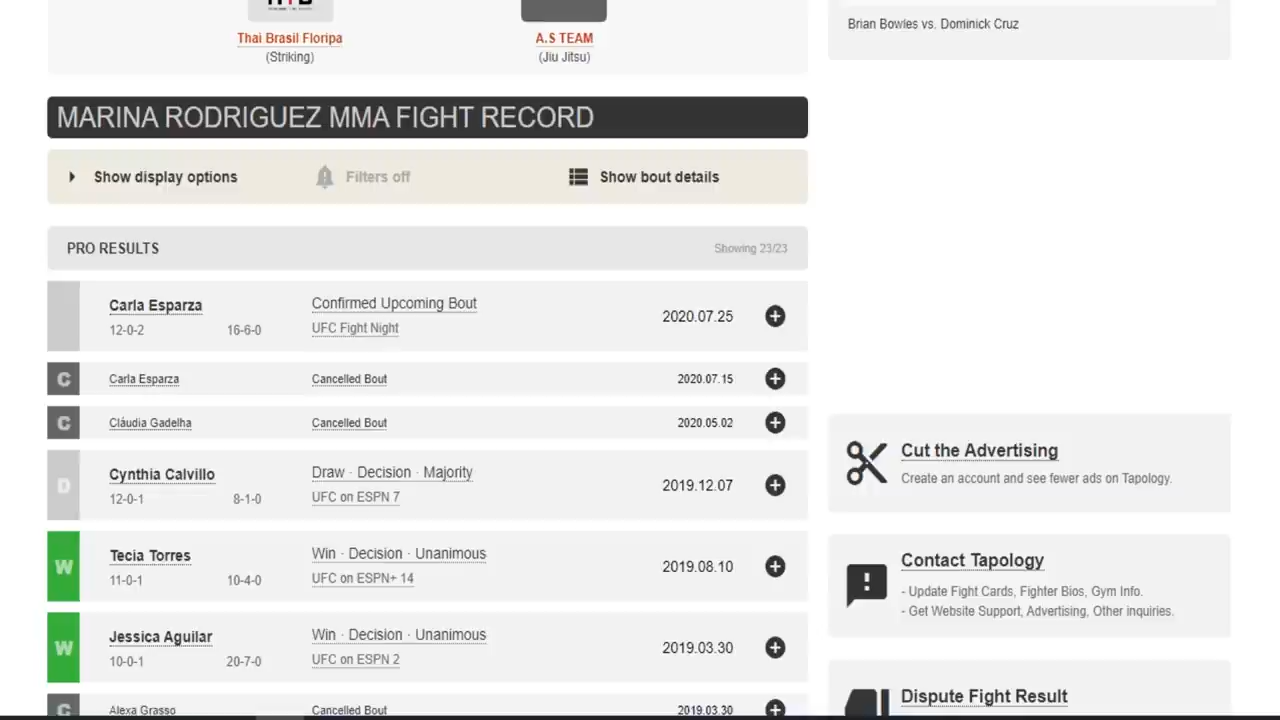 Thai Brasil Floripa
(Striking)
A.S TEAM
(Jiu Jitsu)
Brian Bowles vs. Dominick Cruz
MARINA RODRIGUEZ MMA FIGHT RECORD
Show display options
Filters off
Show bout details
PRO RESULTS
Showing 23/23
Carla Esparza
12-0-2 16-6-0
Confirmed Upcoming Bout
UFC Fight Night
2020.07.25
C Carla Esparza Cancelled Bout 2020.07.15
C Cláudia Gadelha Cancelled Bout 2020.05.02
D
Cynthia Calvillo
12-0-1 8-1-0
Draw · Decision · Majority
UFC on ESPN 7
2019.12.07
W
Tecia Torres
11-0-1 10-4-0
Win · Decision · Unanimous
UFC on ESPN+ 14
2019.08.10
W
Jessica Aguilar
10-0-1 20-7-0
Win · Decision · Unanimous
UFC on ESPN 2
2019.03.30
C Alexa Grasso Cancelled Bout 2019.03.30
Cut the Advertising
Create an account and see fewer ads on Tapology.
Contact Tapology
- Update Fight Cards, Fighter Bios, Gym Info.
- Get Website Support, Advertising, Other inquiries.
Dispute Fight Result